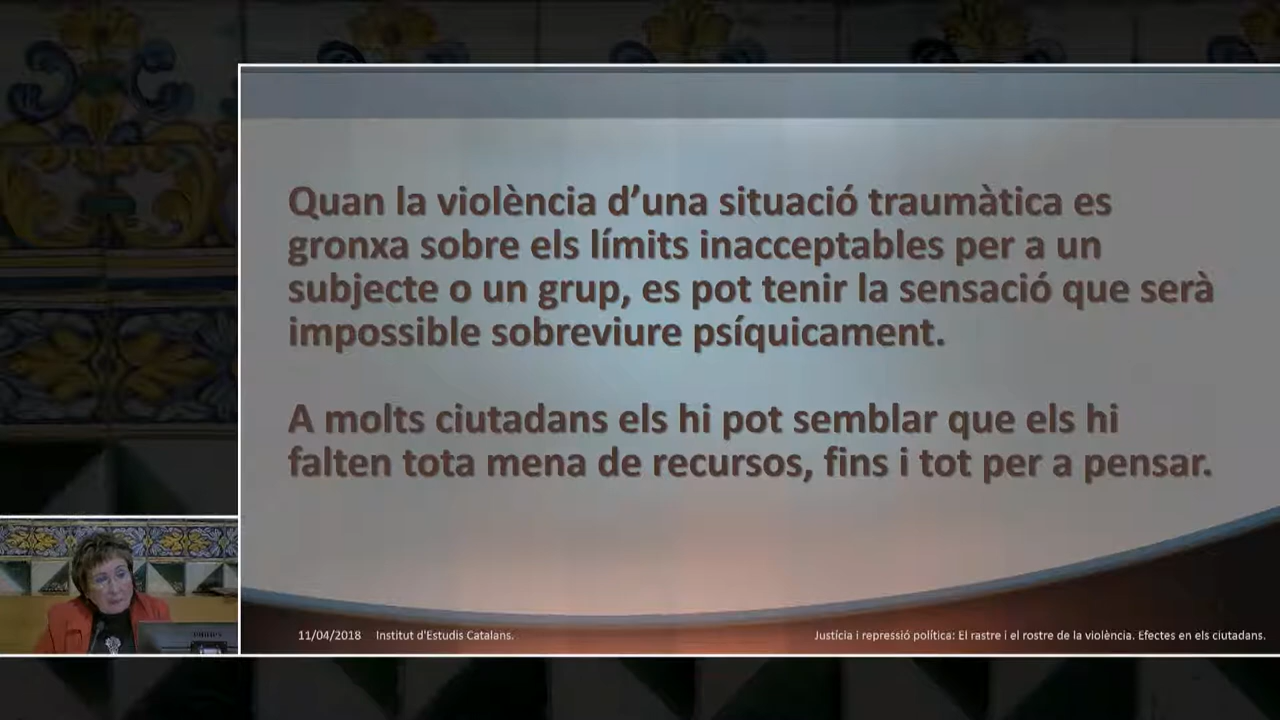 Quan la violència d’una situació traumàtica es
gronxa sobre els límits inacceptables per a un
subjecte o un grup, es pot tenir la sensació que serà
impossible sobreviure psíquicament.
A molts ciutadans els hi pot semblar que els hi
falten tota mena de recursos, fins i tot per a pensar.
11/04/2018 Institut d'Estudis Catalans.
Justícia i repressió política: El rastre i el rostre de la violència. Efectes en els ciutadans.